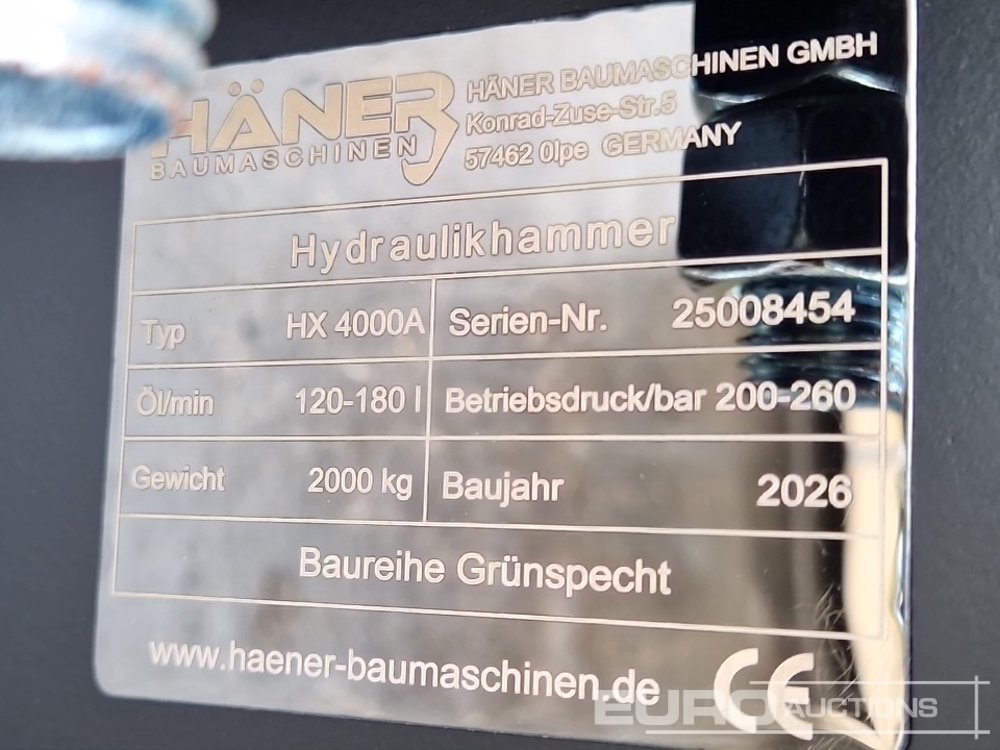 HÄNER
BAUMASCHINEN
HÄNER BAUMASCHINEN GMBH
Konrad-Zuse-Str.5
57462 Olpe GERMANY
Hydraulikhammer
Typ HX 4000A Serien-Nr. 25008454
Öl/min 120-180 l Betriebsdruck/bar 200-260
Gewicht 2000 kg Baujahr 2026
Baureihe Grünspecht
www.haener-baumaschinen.de CE
EURO AUCTIONS